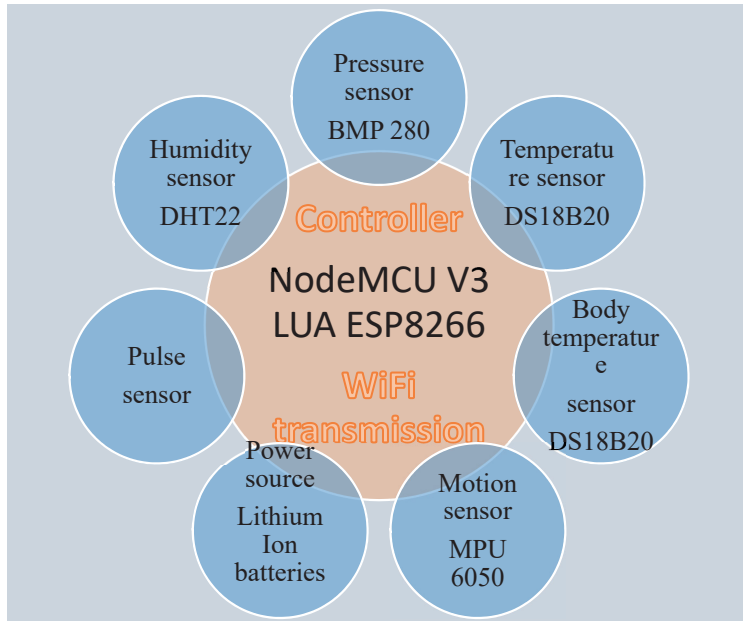 Pressure
sensor
BMP 280
Humidity
sensor
DHT22
Temperatu
re sensor
DS18B20
Controller
NodeMCU V3
LUA ESP8266
WiFi
transmission
Pulse
sensor
Body
temperatur
e
sensor
DS18B20
Power
source
Lithium
Ion
batteries
Motion
sensor
MPU
6050